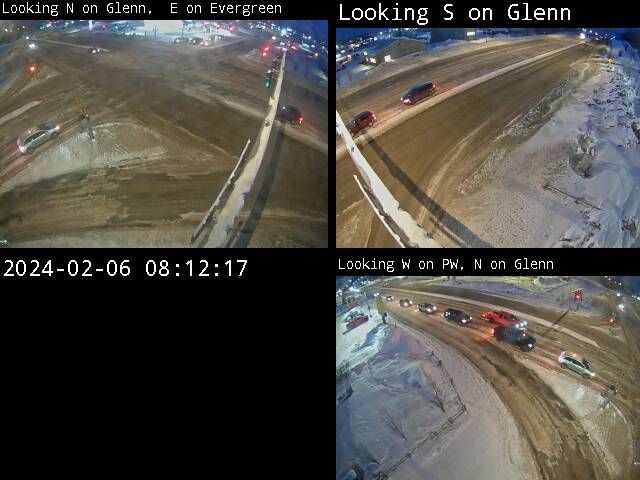 Looking N on Glenn,  E on Evergreen
Looking S on Glenn
2024-02-06 08:12:17
Looking W on PW, N on Glenn